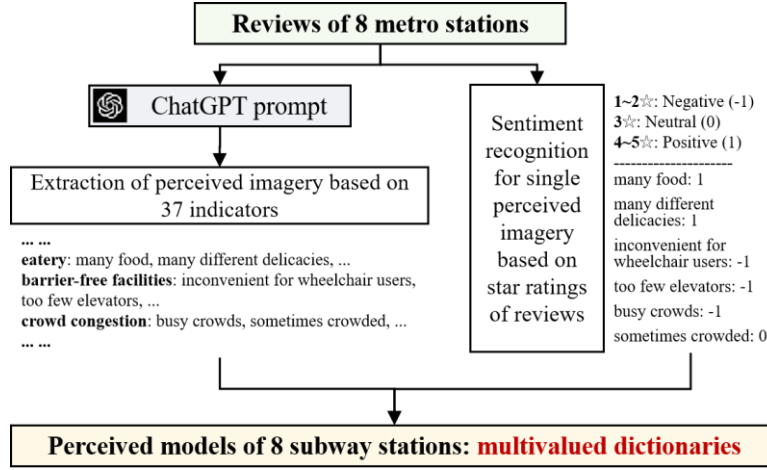 Reviews of 8 metro stations
ChatGPT prompt
Extraction of perceived imagery based on
37 indicators
... ...
eatery: many food, many different delicacies, ...
barrier-free facilities: inconvenient for wheelchair users,
too few elevators, ...
crowd congestion: busy crowds, sometimes crowded, ...
... ...
Sentiment
recognition
for single
perceived
imagery
based on
star ratings
of reviews
1~2☆: Negative (-1)
3☆: Neutral (0)
4~5☆: Positive (1)
---------------------
many food: 1
many different
delicacies: 1
inconvenient for
wheelchair users: -1
too few elevators: -1
busy crowds: -1
sometimes crowded: 0
Perceived models of 8 subway stations: multivalued dictionaries